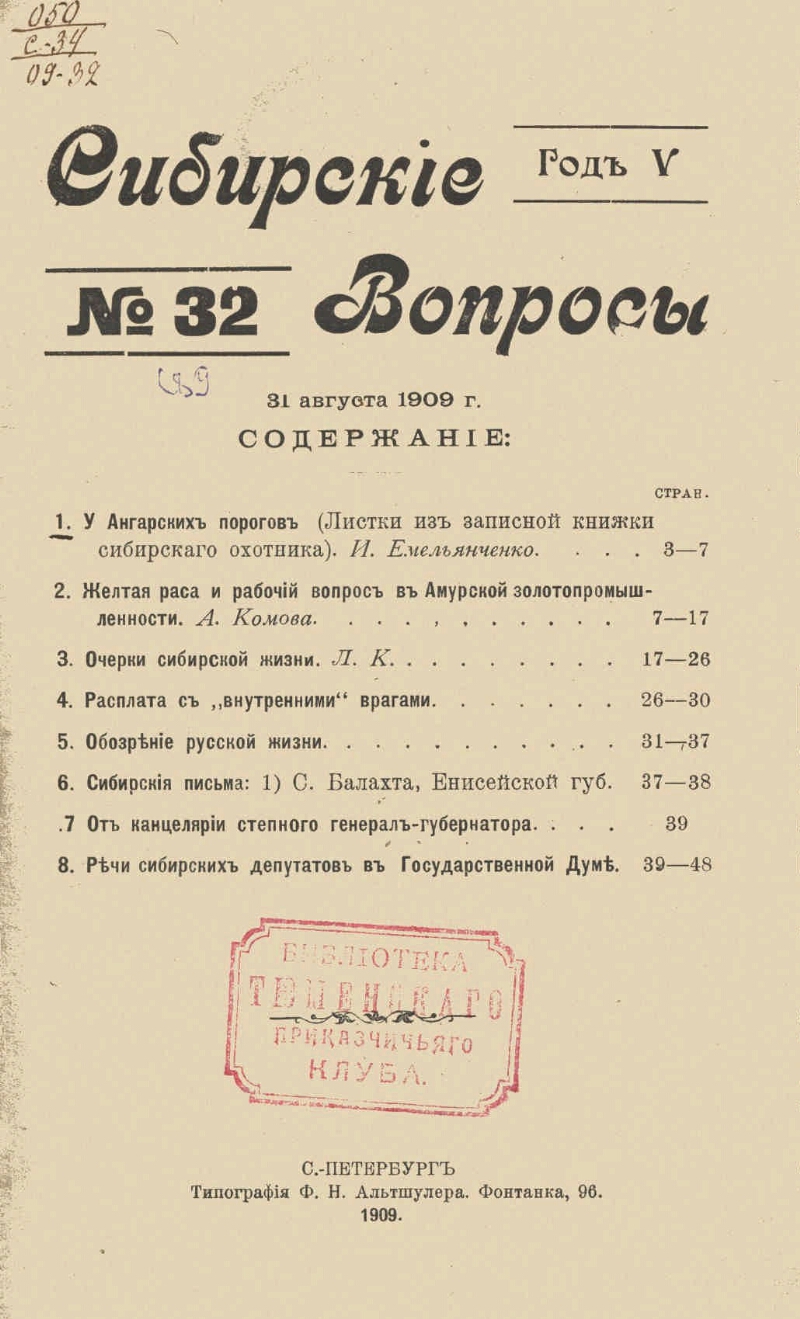 050
С-34
09-32
Сибирскіе
Годъ V
№ 32
Вопросы
31 августа 1909 г.
СОДЕРЖАНІЕ:
СТРАН.
1. У Ангарскихъ пороговъ (Листки изъ записной книжки
сибирскаго охотника). И. Емельянченко. . . . 3—7
2. Желтая раса и рабочій вопросъ въ Амурской золотопромыш-
ленности. А. Комова. . . . . . . . . . . 7—17
3. Очерки сибирской жизни. Л. К. . . . . . . . . 17—26
4. Расплата съ „внутренними“ врагами. . . . . . . 26—30
5. Обозрѣніе русской жизни. . . . . . . . . . . . 31—37
6. Сибирскія письма: 1) С. Балахта, Енисейской губ. 37—38
.7 Отъ канцеляріи степного генералъ-губернатора. . . . 39
8. Рѣчи сибирскихъ депутатовъ въ Государственной Думѣ. 39—48
БИБЛІОТЕКА
ТЮМЕНСКАГО
ПРИКАЗЧИЧЬЯГО
КЛУБА.
С.-ПЕТЕРБУРГЪ
Типографія Ф. Н. Альтшулера. Фонтанка, 96.
1909.